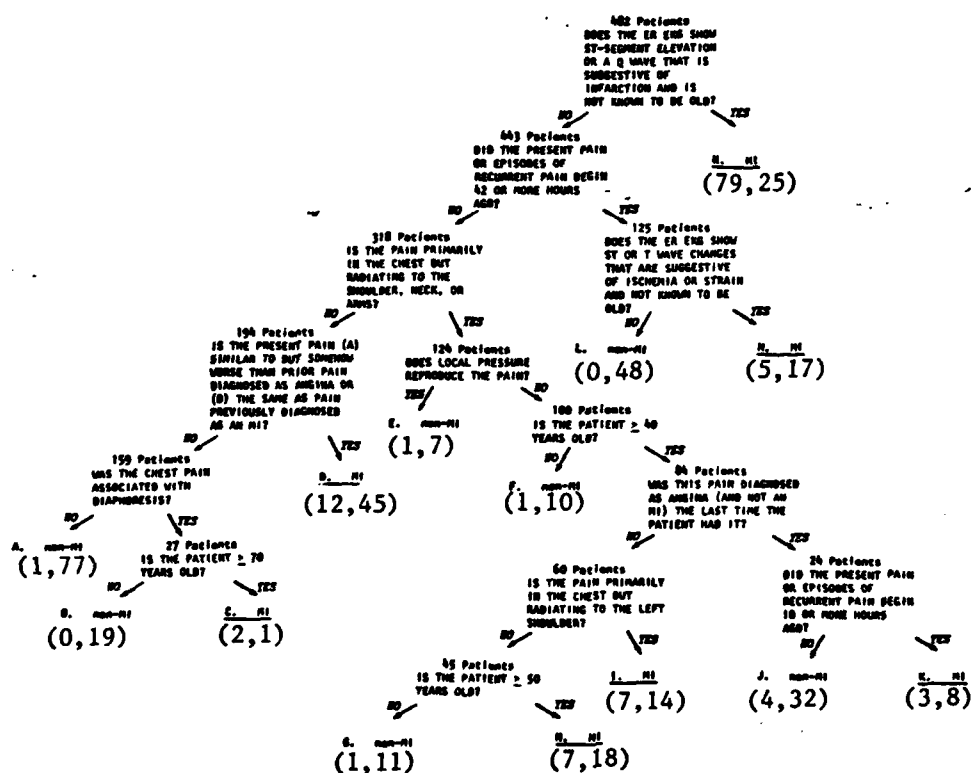 482 Patients
DOES THE ER EKG SHOW
ST-SEGMENT ELEVATION
OR A Q WAVE THAT IS
SUGGESTIVE OF
INFARCTION AND IS
NOT KNOWN TO BE OLD?
NO
YES
443 Patients
DID THE PRESENT PAIN
OR EPISODES OF
RECURRENT PAIN BEGIN
42 OR MORE HOURS
AGO?
MI
(79,25)
NO
YES
318 Patients
IS THE PAIN PRIMARILY
IN THE CHEST BUT
RADIATING TO THE
SHOULDER, NECK, OR
ARMS?
125 Patients
DOES THE ER EKG SHOW
ST OR T WAVE CHANGES
THAT ARE SUGGESTIVE
OF ISCHEMIA OR STRAIN
AND NOT KNOWN TO BE
OLD?
NO
YES
NO
YES
194 Patients
IS THE PRESENT PAIN (A)
SIMILAR TO BUT SOMEHOW
WORSE THAN PRIOR PAIN
DIAGNOSED AS ANGINA OR
(B) THE SAME AS PAIN
PREVIOUSLY DIAGNOSED
AS AN MI?
124 Patients
DOES LOCAL PRESSURE
REPRODUCE THE PAIN?
L. non-MI
(0,48)
MI
(5,17)
YES
NO
E. non-MI
(1,7)
100 Patients
IS THE PATIENT ≥ 40
YEARS OLD?
NO
YES
NO
YES
159 Patients
WAS THE CHEST PAIN
ASSOCIATED WITH
DIAPHORESIS?
D. MI
(12,45)
F. non-MI
(1,10)
84 Patients
WAS THIS PAIN DIAGNOSED
AS ANGINA (AND NOT AN
MI) THE LAST TIME THE
PATIENT HAD IT?
NO
YES
NO
YES
A. non-MI
(1,77)
27 Patients
IS THE PATIENT ≥ 70
YEARS OLD?
60 Patients
IS THE PAIN PRIMARILY
IN THE CHEST BUT
RADIATING TO THE LEFT
SHOULDER?
24 Patients
DID THE PRESENT PAIN
OR EPISODES OF
RECURRENT PAIN BEGIN
10 OR MORE HOURS
AGO?
NO
YES
B. non-MI
(0,19)
C. MI
(2,1)
NO
YES
NO
YES
45 Patients
IS THE PATIENT ≥ 50
YEARS OLD?
I. MI
(7,14)
J. non-MI
(4,32)
K. MI
(3,8)
NO
YES
G. non-MI
(1,11)
H. MI
(7,18)